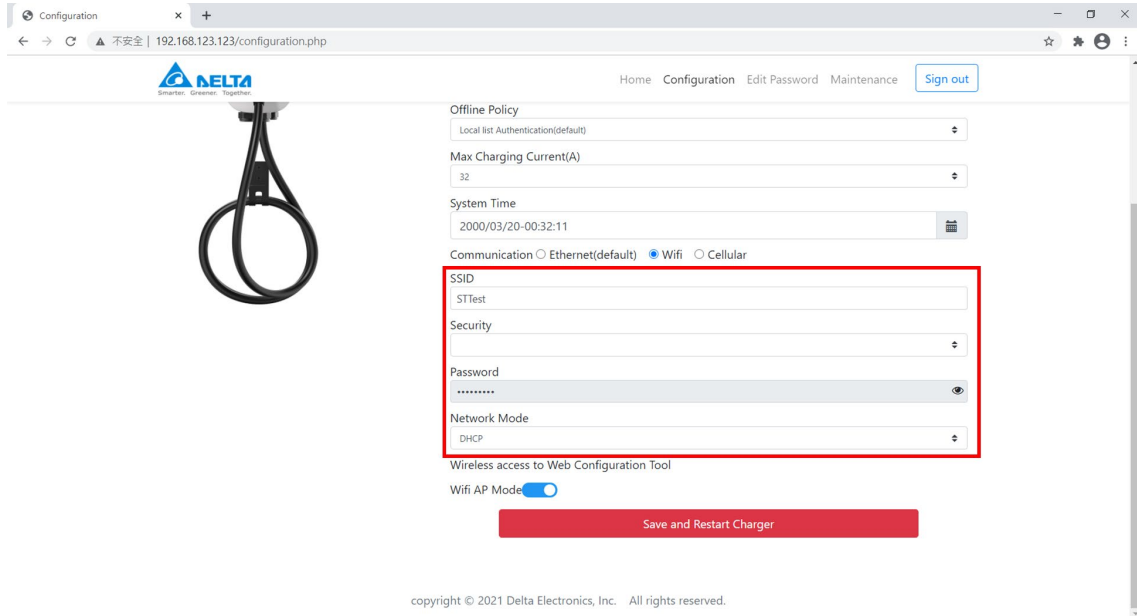 Configuration
不安全 | 192.168.123.123/configuration.php
DELTA
Smarter. Greener. Together.
Home Configuration Edit Password Maintenance Sign out
Offline Policy
Local list Authentication(default)
Max Charging Current(A)
32
System Time
2000/03/20-00:32:11
Communication Ethernet(default) Wifi Cellular
SSID
STTest
Security
Password
•••••••••
Network Mode
DHCP
Wireless access to Web Configuration Tool
Wifi AP Mode
Save and Restart Charger
copyright © 2021 Delta Electronics, Inc. All rights reserved.